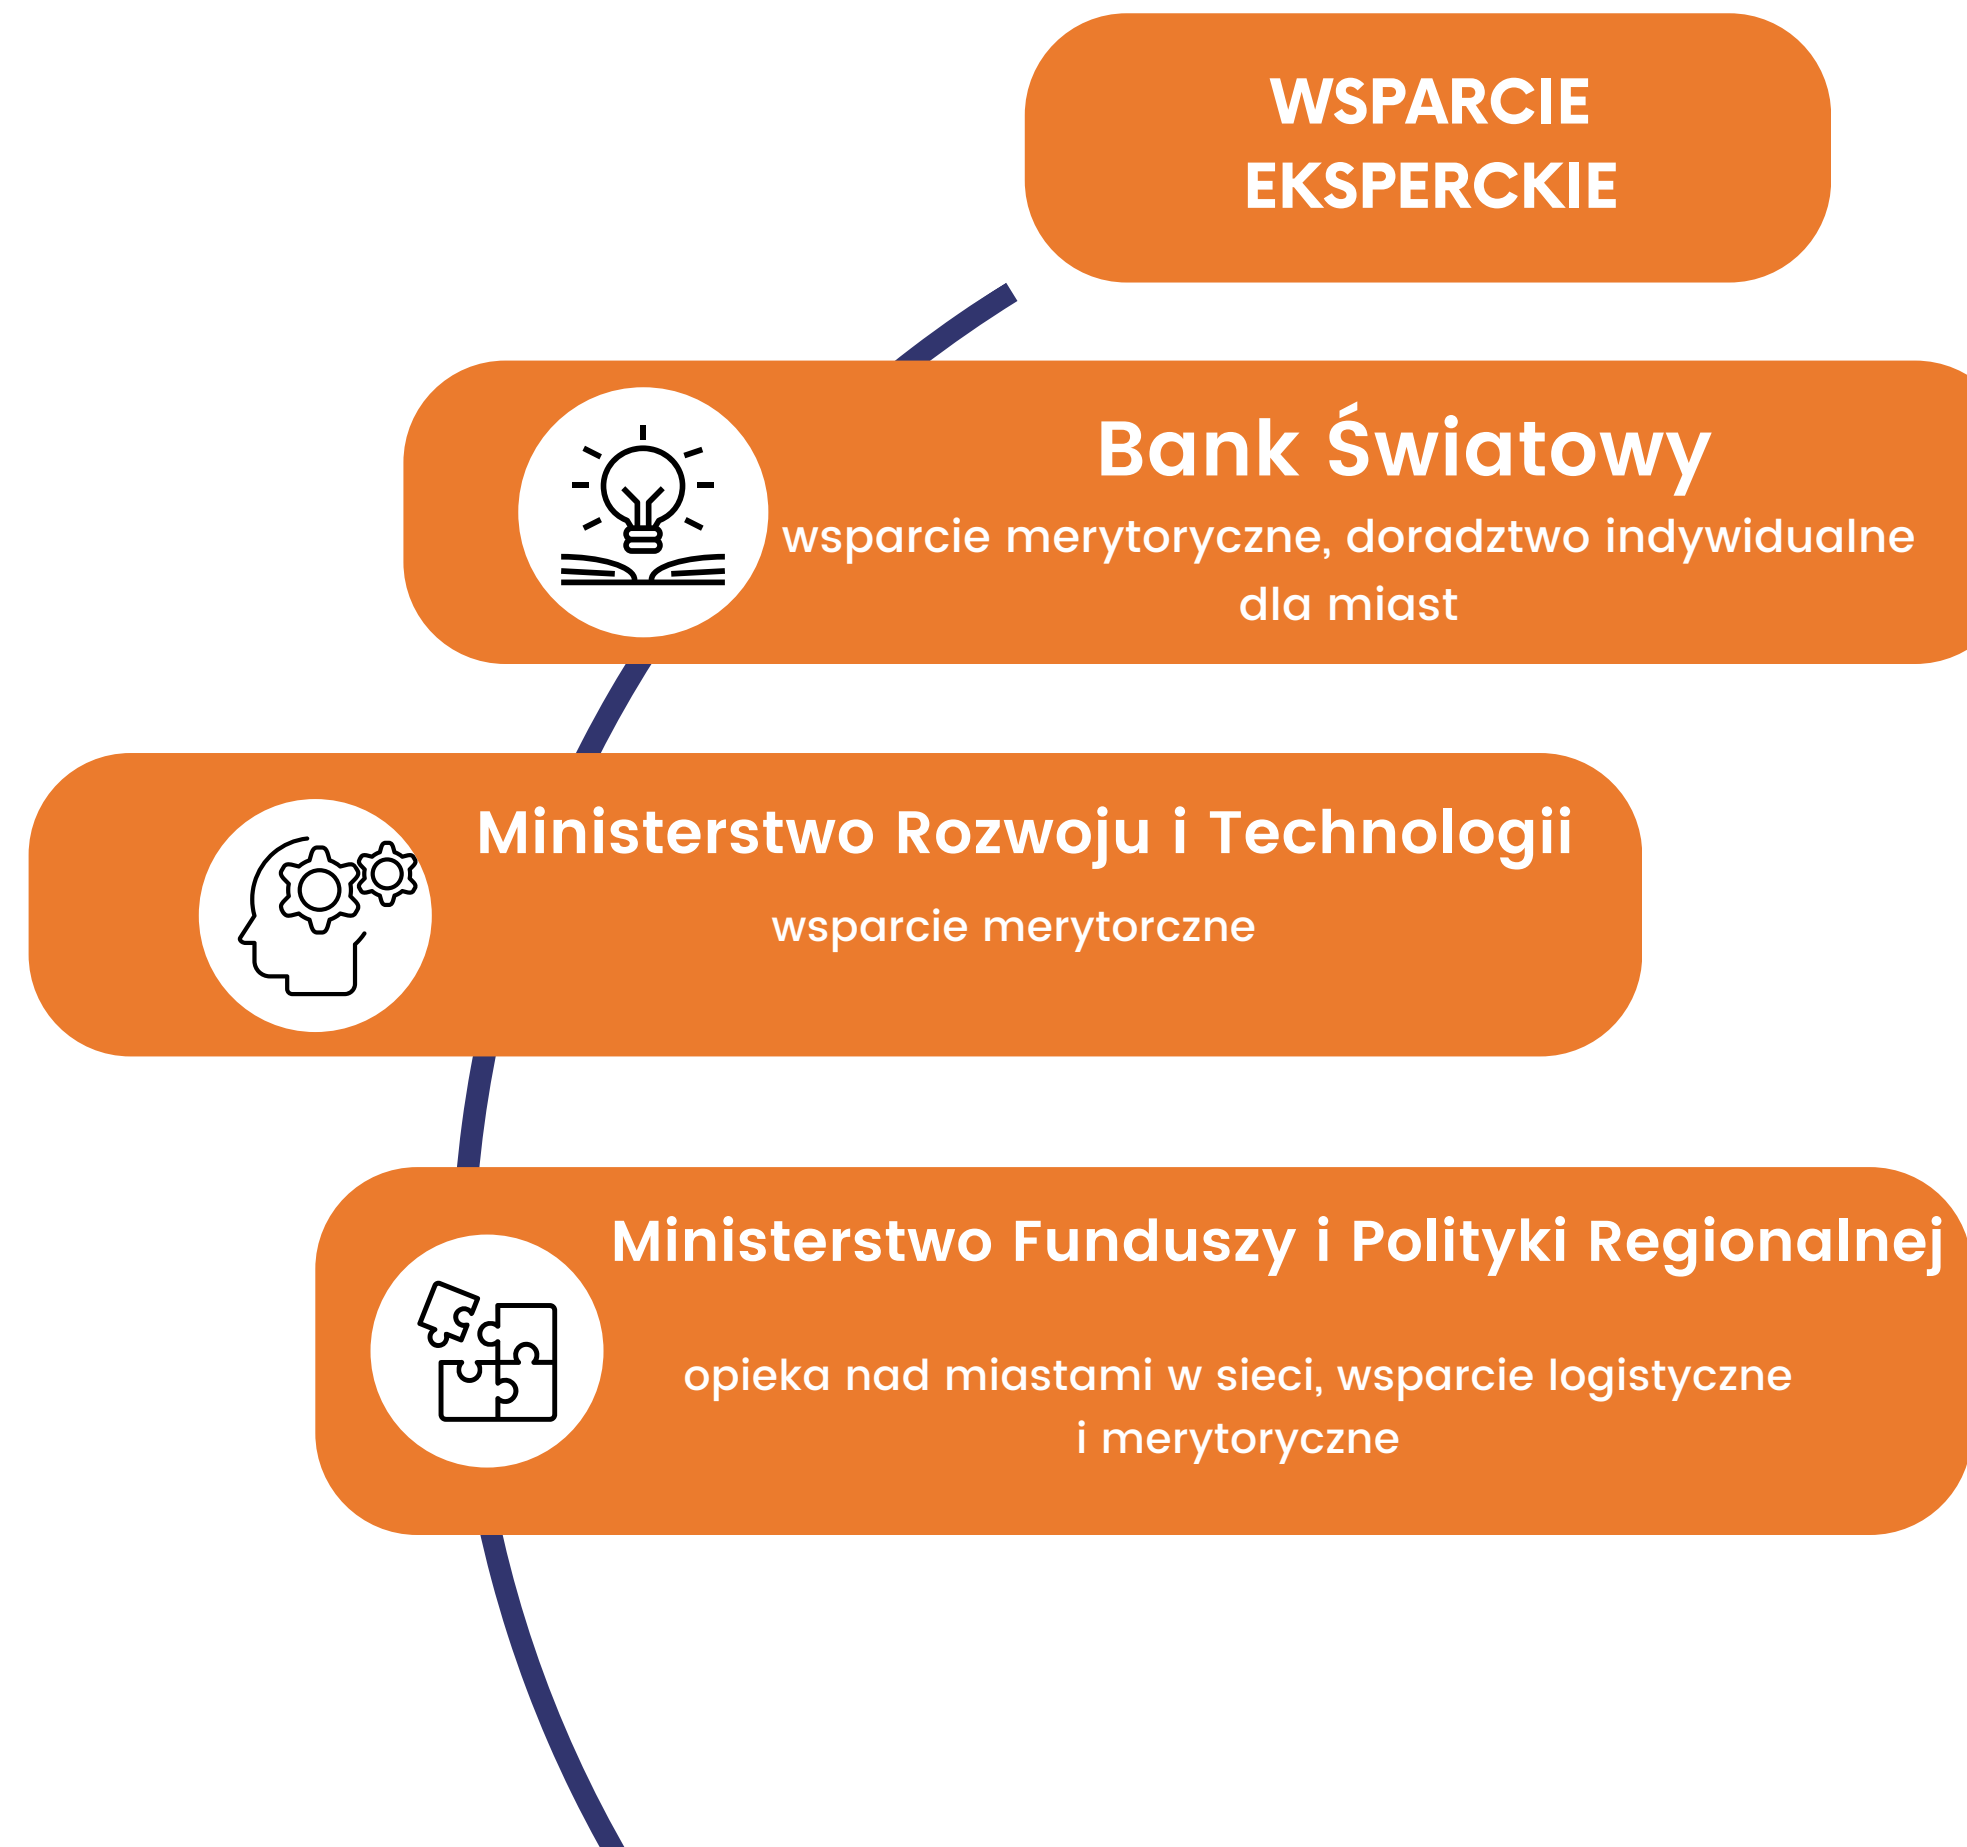 WSPARCIE
EKSPERCKIE
Bank Światowy
wsparcie merytoryczne, doradztwo indywidualne
dla miast
Ministerstwo Rozwoju i Technologii
wsparcie merytorczne
Ministerstwo Funduszy i Polityki Regionalnej
opieka nad miastami w sieci, wsparcie logistyczne
i merytoryczne